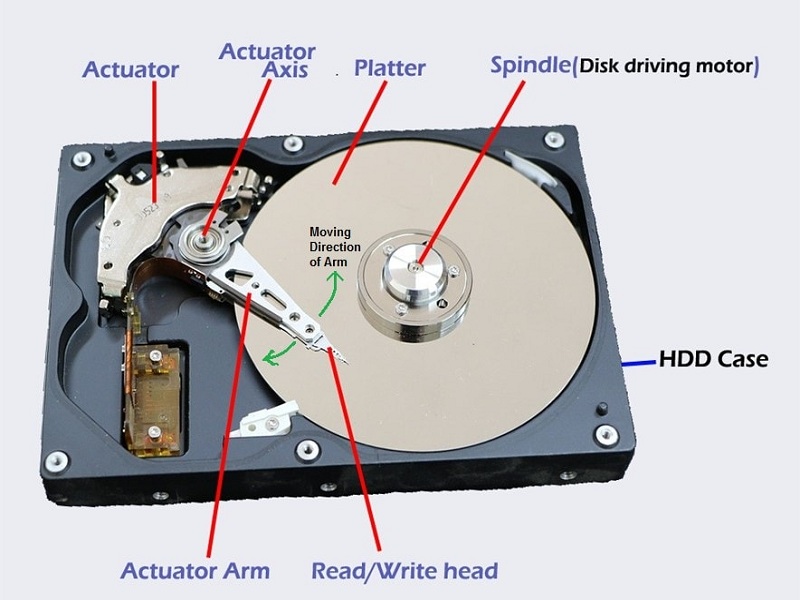 Actuator
Actuator
Axis
Platter
Spindle(Disk driving motor)
Moving
Direction
of Arm
HDD Case
Actuator Arm
Read/Write head